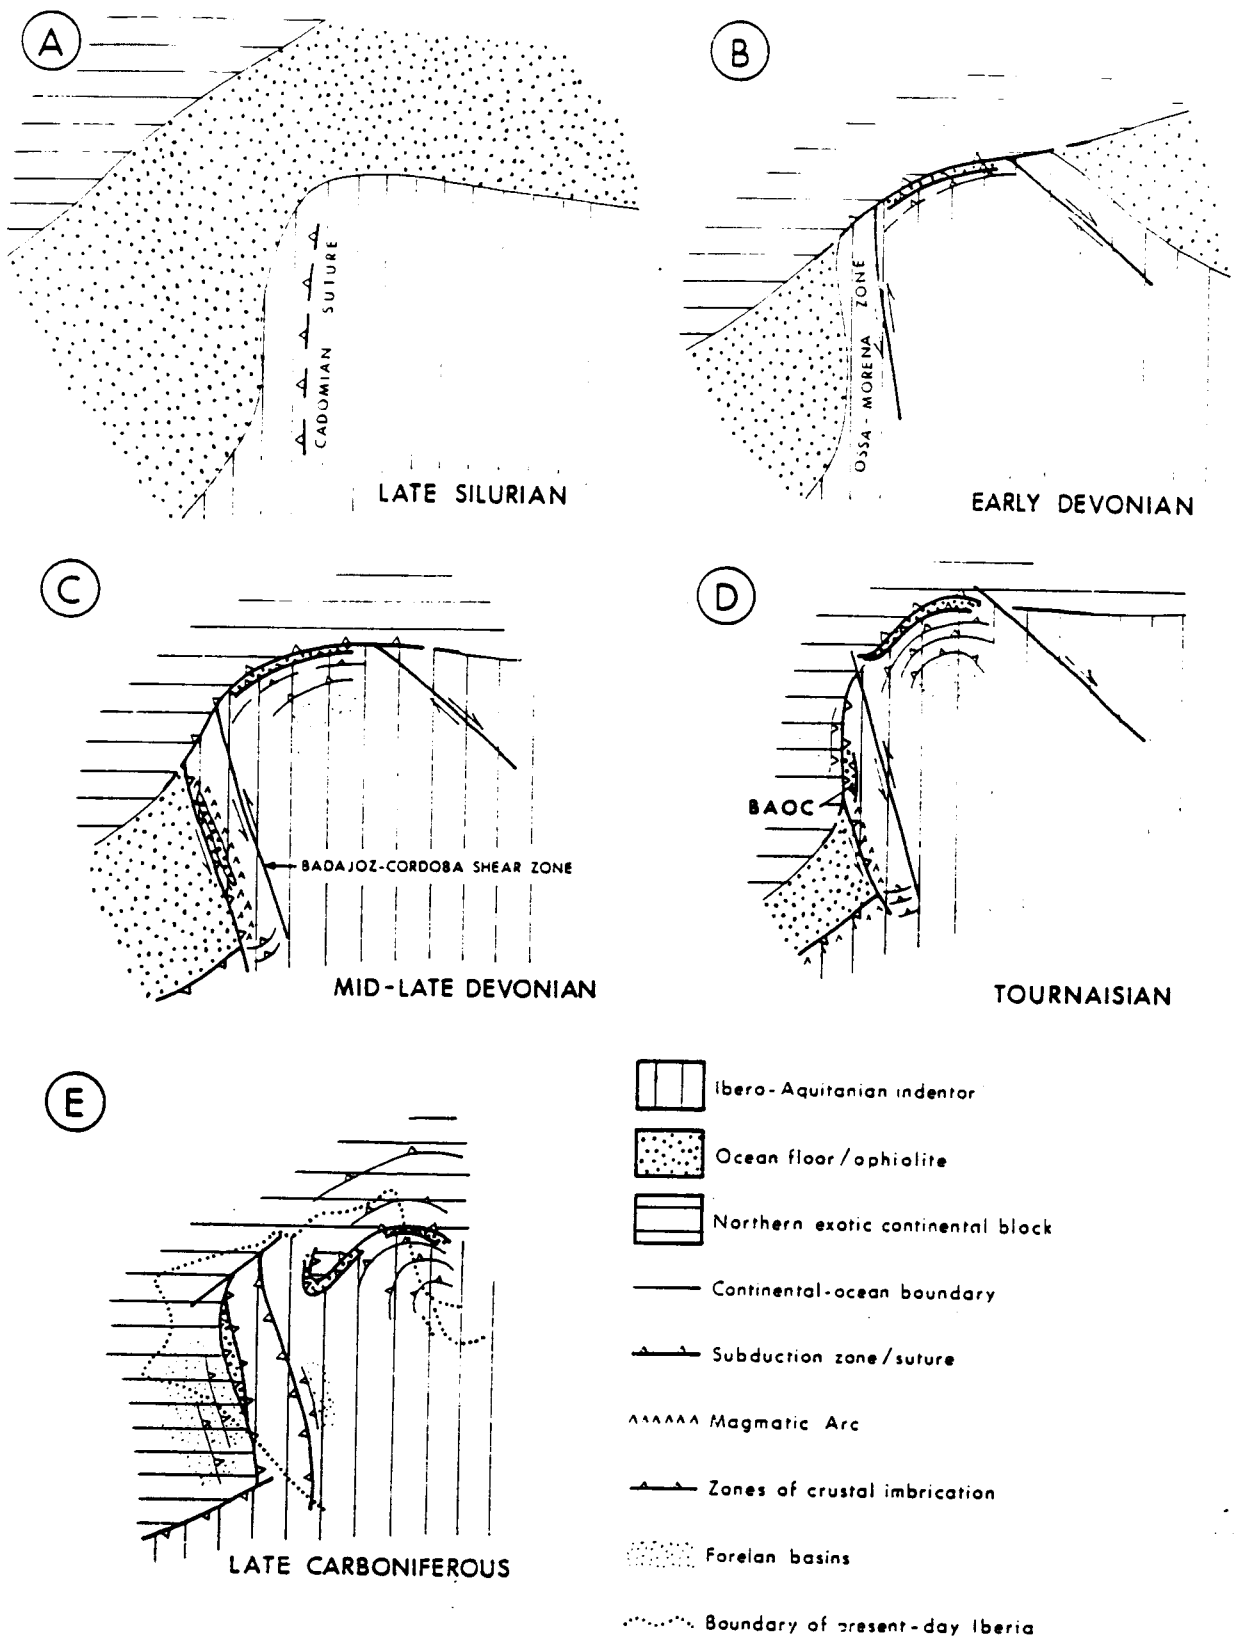 A
CADOMIAN SUTURE
LATE SILURIAN
B
OSSA-MORENA ZONE
EARLY DEVONIAN
C
BADAJOZ-CORDOBA SHEAR ZONE
MID-LATE DEVONIAN
D
BAOC
TOURNAISIAN
E
LATE CARBONIFEROUS
Ibero-Aquitanian indentor
Ocean floor/ophiolite
Northern exotic continental block
Continental-ocean boundary
Subduction zone/suture
Magmatic Arc
Zones of crustal imbrication
Forelan basins
Boundary of present-day Iberia